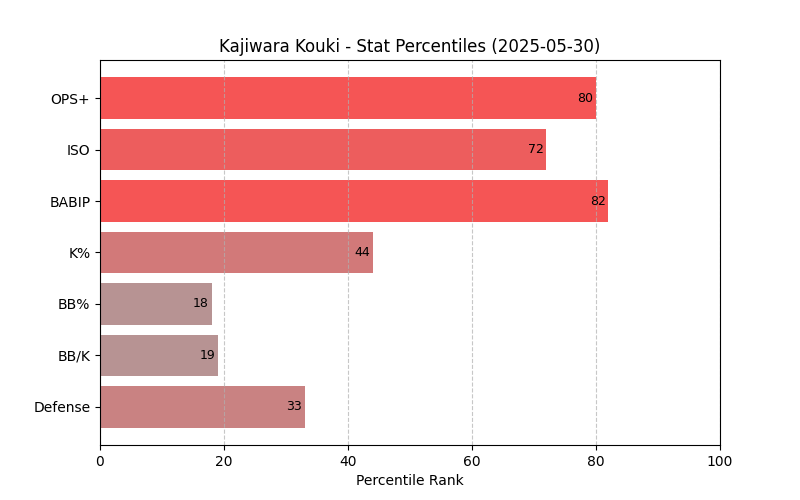 Kajiwara Kouki - Stat Percentiles (2025-05-30)
OPS+ 80
ISO 72
BABIP 82
K% 44
BB% 18
BB/K 19
Defense 33
0 20 40 60 80 100
Percentile Rank